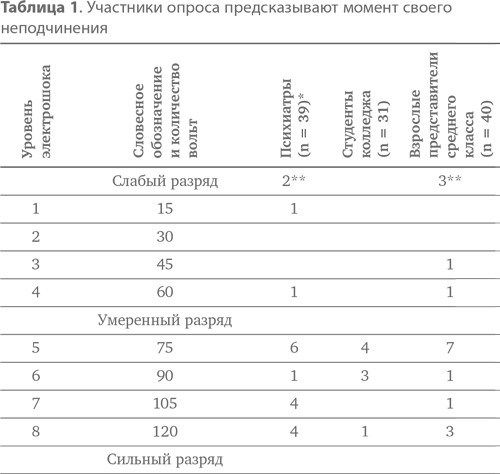 Таблица 1. Участники опроса предсказывают момент своего
неподчинения
Уровень
электрошока
Словесное
обозначение
и количество
вольт
Психиатры
(n = 39)*
Студенты
колледжа
(n = 31)
Взрослые
представители
среднего
класса
(n = 40)
Слабый разряд 2** 3**
1 15 1
2 30
3 45 1
4 60 1 1
Умеренный разряд
5 75 6 4 7
6 90 1 3 1
7 105 4 1
8 120 4 1 3
Сильный разряд